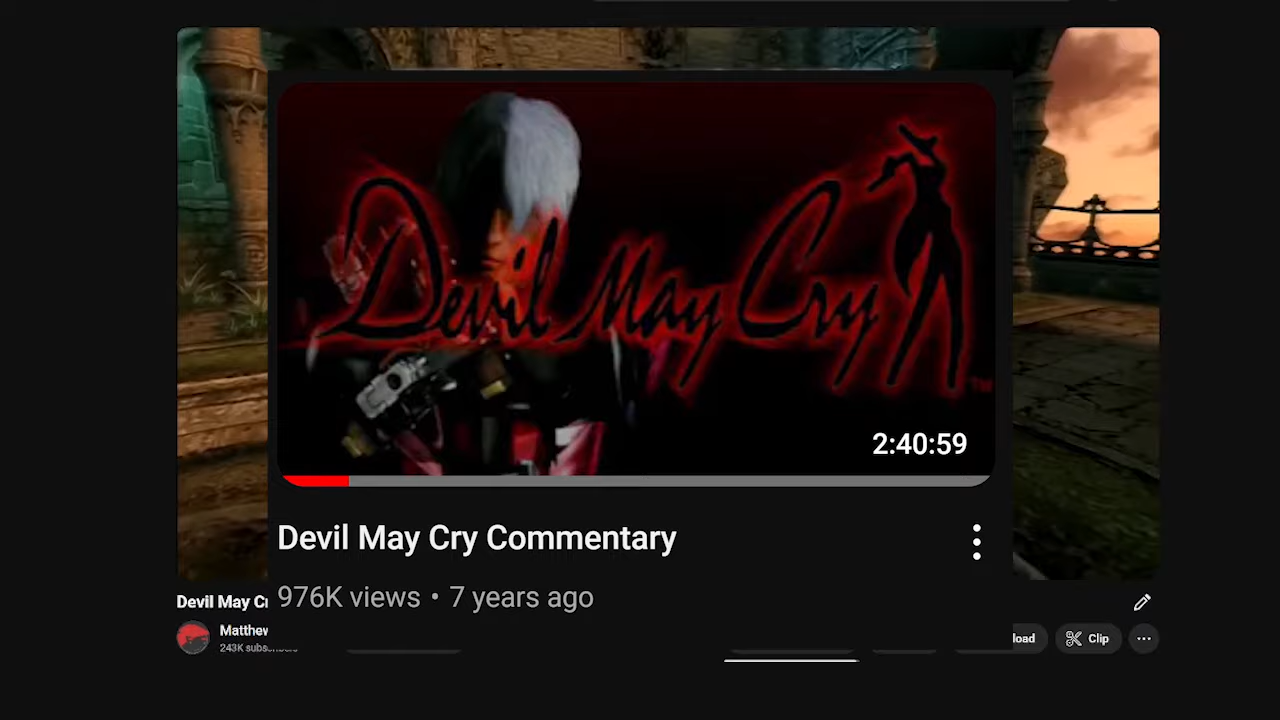 Devil May Cry
TM
2:40:59
Devil May Cry Commentary
976K views • 7 years ago
Devil May Cr
Matthew
243K subscribers
load
Clip